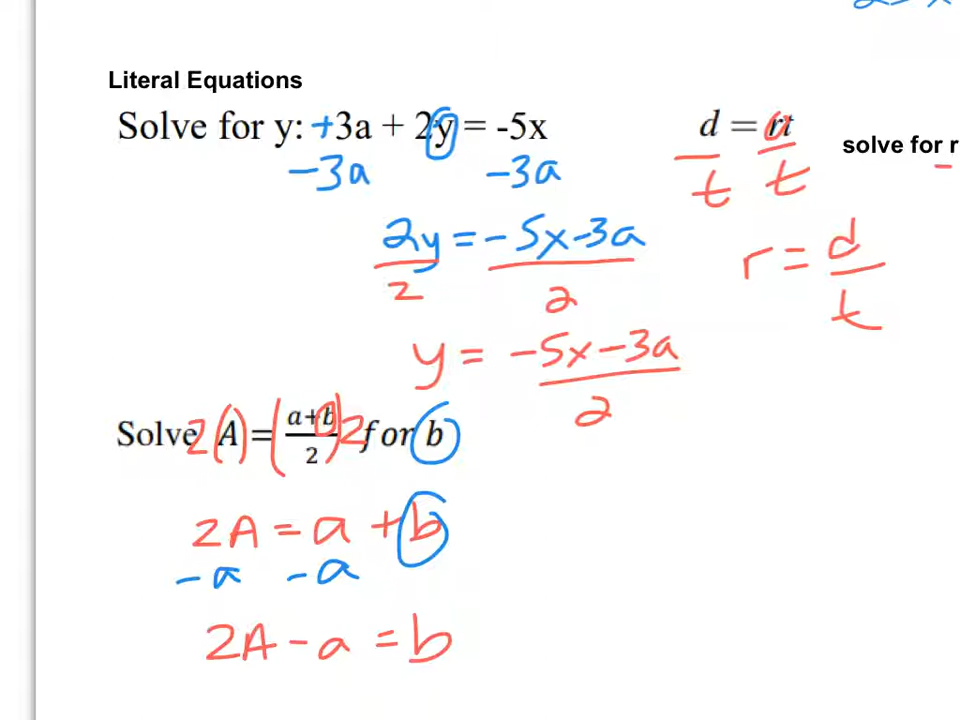 Literal Equations
Solve for y: +3a + 2y = -5x
-3a -3a
2y = -5x-3a
2 2
y = -5x-3a
2
d = rt
t t
solve for r
r = d
t
Solve 2(A) = (a+b)2 for b
2
2A = a + b
-a -a
2A - a = b